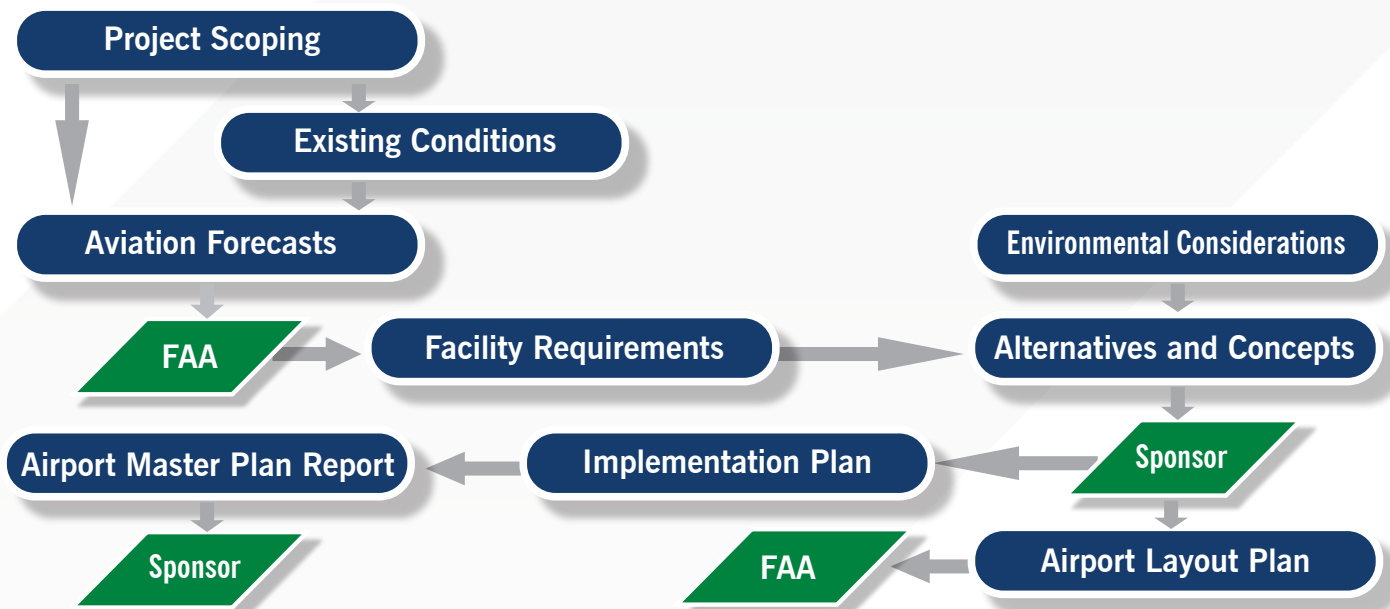 Project Scoping
Existing Conditions
Aviation Forecasts
Environmental Considerations
FAA
Facility Requirements
Alternatives and Concepts
Airport Master Plan Report
Implementation Plan
Sponsor
Sponsor
FAA
Airport Layout Plan